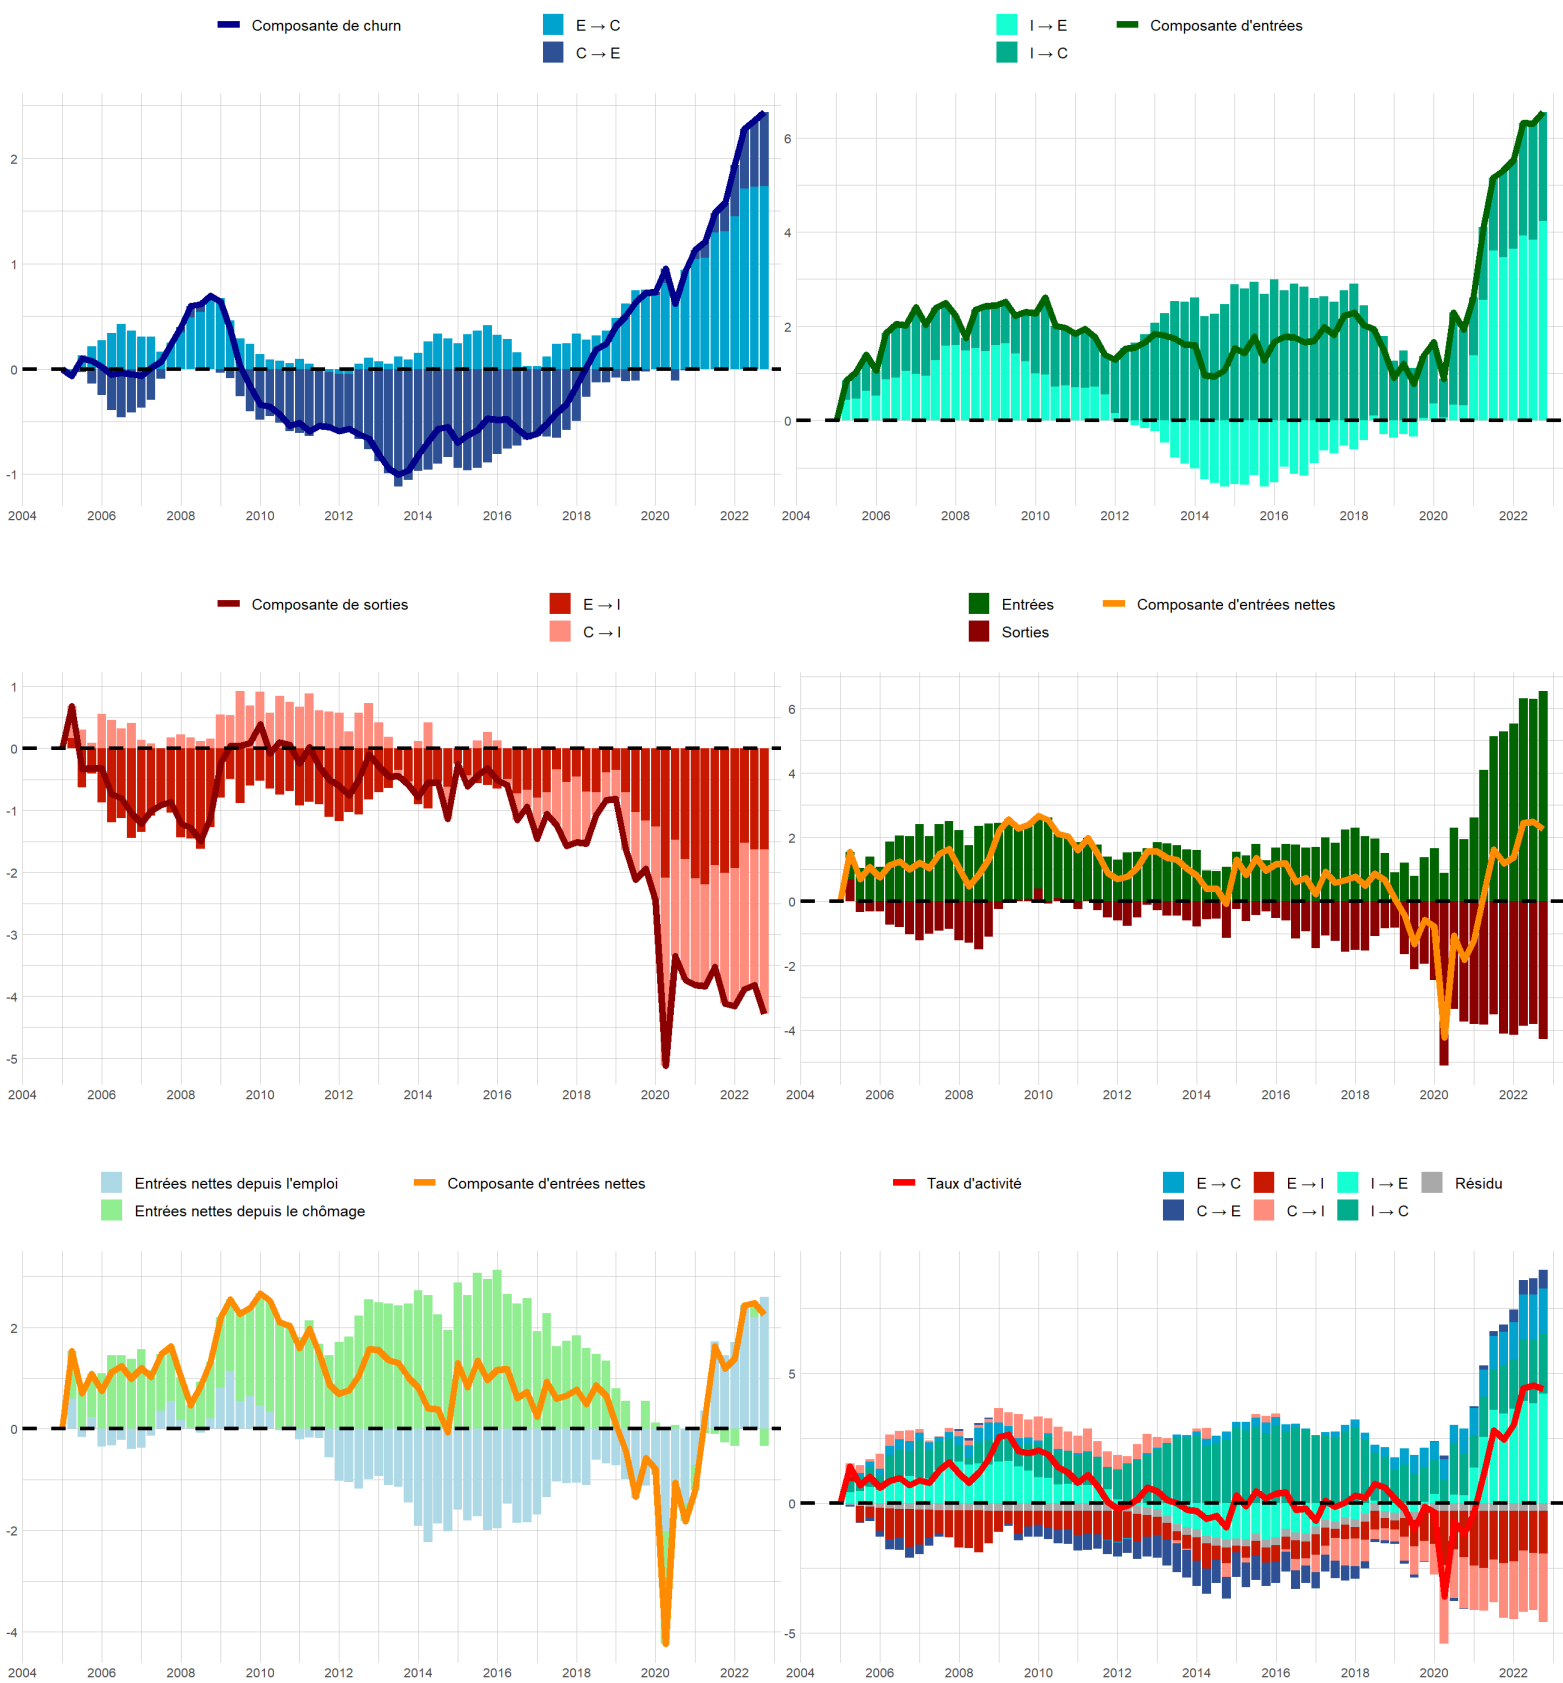 Composante de churn
E → C
C → E
I → E
Composante d'entrées
I → C
2
1
0
-1
2004 2006 2008 2010 2012 2014 2016 2018 2020 2022
6
4
2
0
2004 2006 2008 2010 2012 2014 2016 2018 2020 2022
Composante de sorties
E → I
C → I
Entrées
Composante d'entrées nettes
Sorties
1
0
-1
-2
-3
-4
-5
2004 2006 2008 2010 2012 2014 2016 2018 2020 2022
6
4
2
0
-2
-4
2004 2006 2008 2010 2012 2014 2016 2018 2020 2022
Entrées nettes depuis l'emploi
Composante d'entrées nettes
Entrées nettes depuis le chômage
Taux d'activité
E → C E → I I → E Résidu
C → E C → I I → C
2
0
-2
-4
2004 2006 2008 2010 2012 2014 2016 2018 2020 2022
5
0
-5
2004 2006 2008 2010 2012 2014 2016 2018 2020 2022